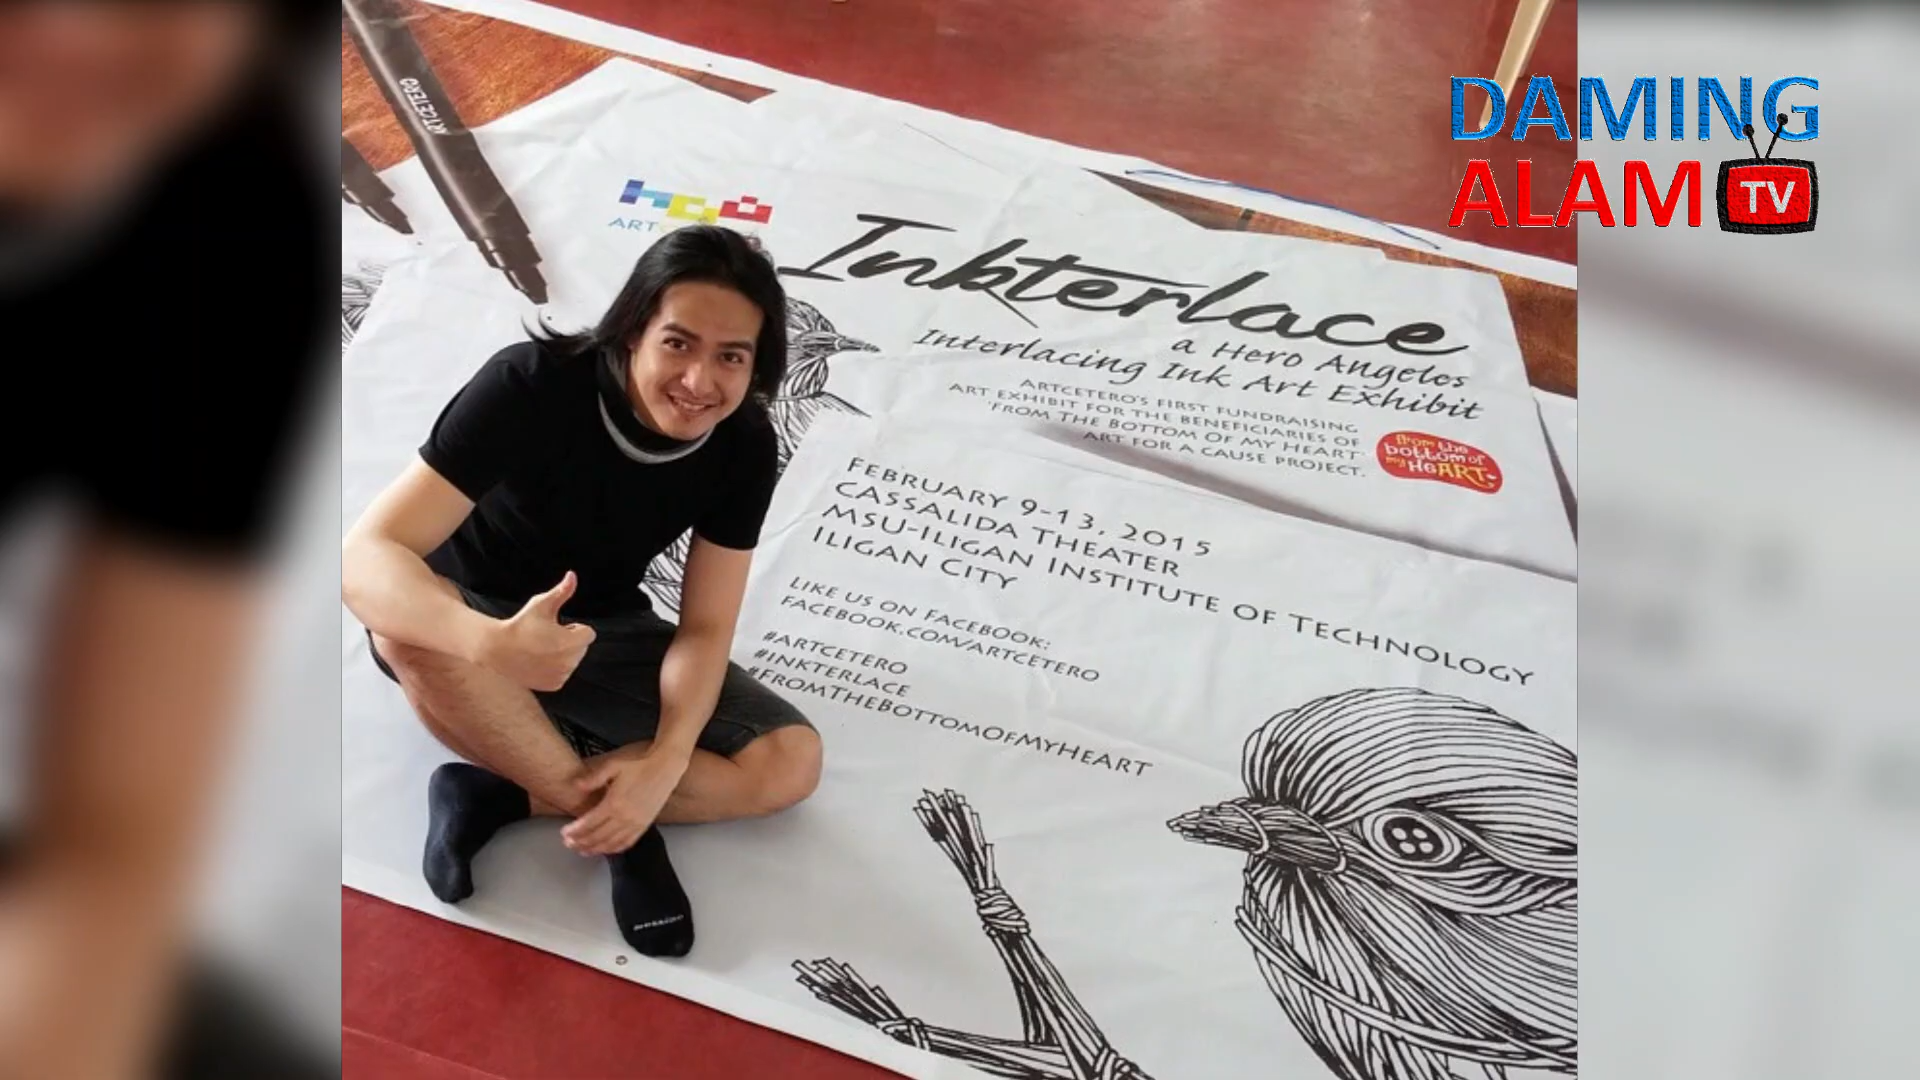 DAMING
ALAM TV
ARTCETERO
ART
Inkterlace
a Hero Angeles
Interlacing Ink Art Exhibit
ARTCETERO'S FIRST FUNDRAISING
ART EXHIBIT FOR THE BENEFICIARIES OF
'FROM THE BOTTOM OF MY HEART'
ART FOR A CAUSE PROJECT.
from the
bottom of
my HeART
FEBRUARY 9-13, 2015
CASSALIDA THEATER
MSU-ILIGAN INSTITUTE OF TECHNOLOGY
ILIGAN CITY
LIKE US ON FACEBOOK:
FACEBOOK.COM/ARTCETERO
#ARTCETERO
#INKTERLACE
#FROMTHEBOTTOMOFMYHEART